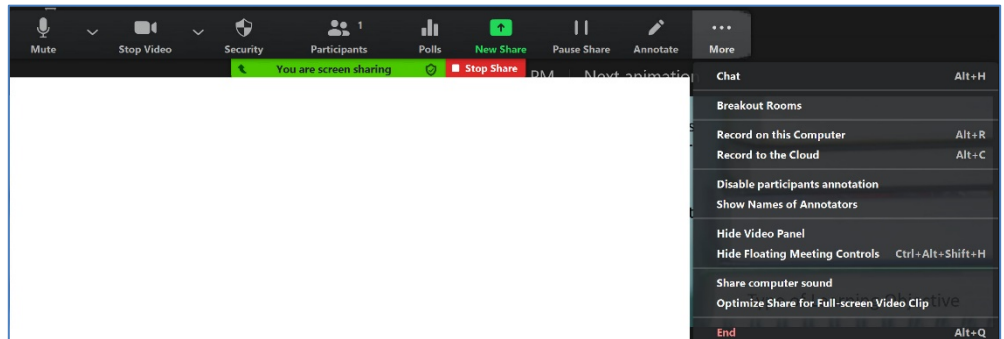 1
Mute Stop Video Security Participants Polls New Share Pause Share Annotate More
You are screen sharing Stop Share PM Next animation
Chat Alt+H
Breakout Rooms
Record on this Computer Alt+R
Record to the Cloud Alt+C
Disable participants annotation
Show Names of Annotators
Hide Video Panel
Hide Floating Meeting Controls Ctrl+Alt+Shift+H
Share computer sound
Optimize Share for Full-screen Video Clip
End Alt+Q